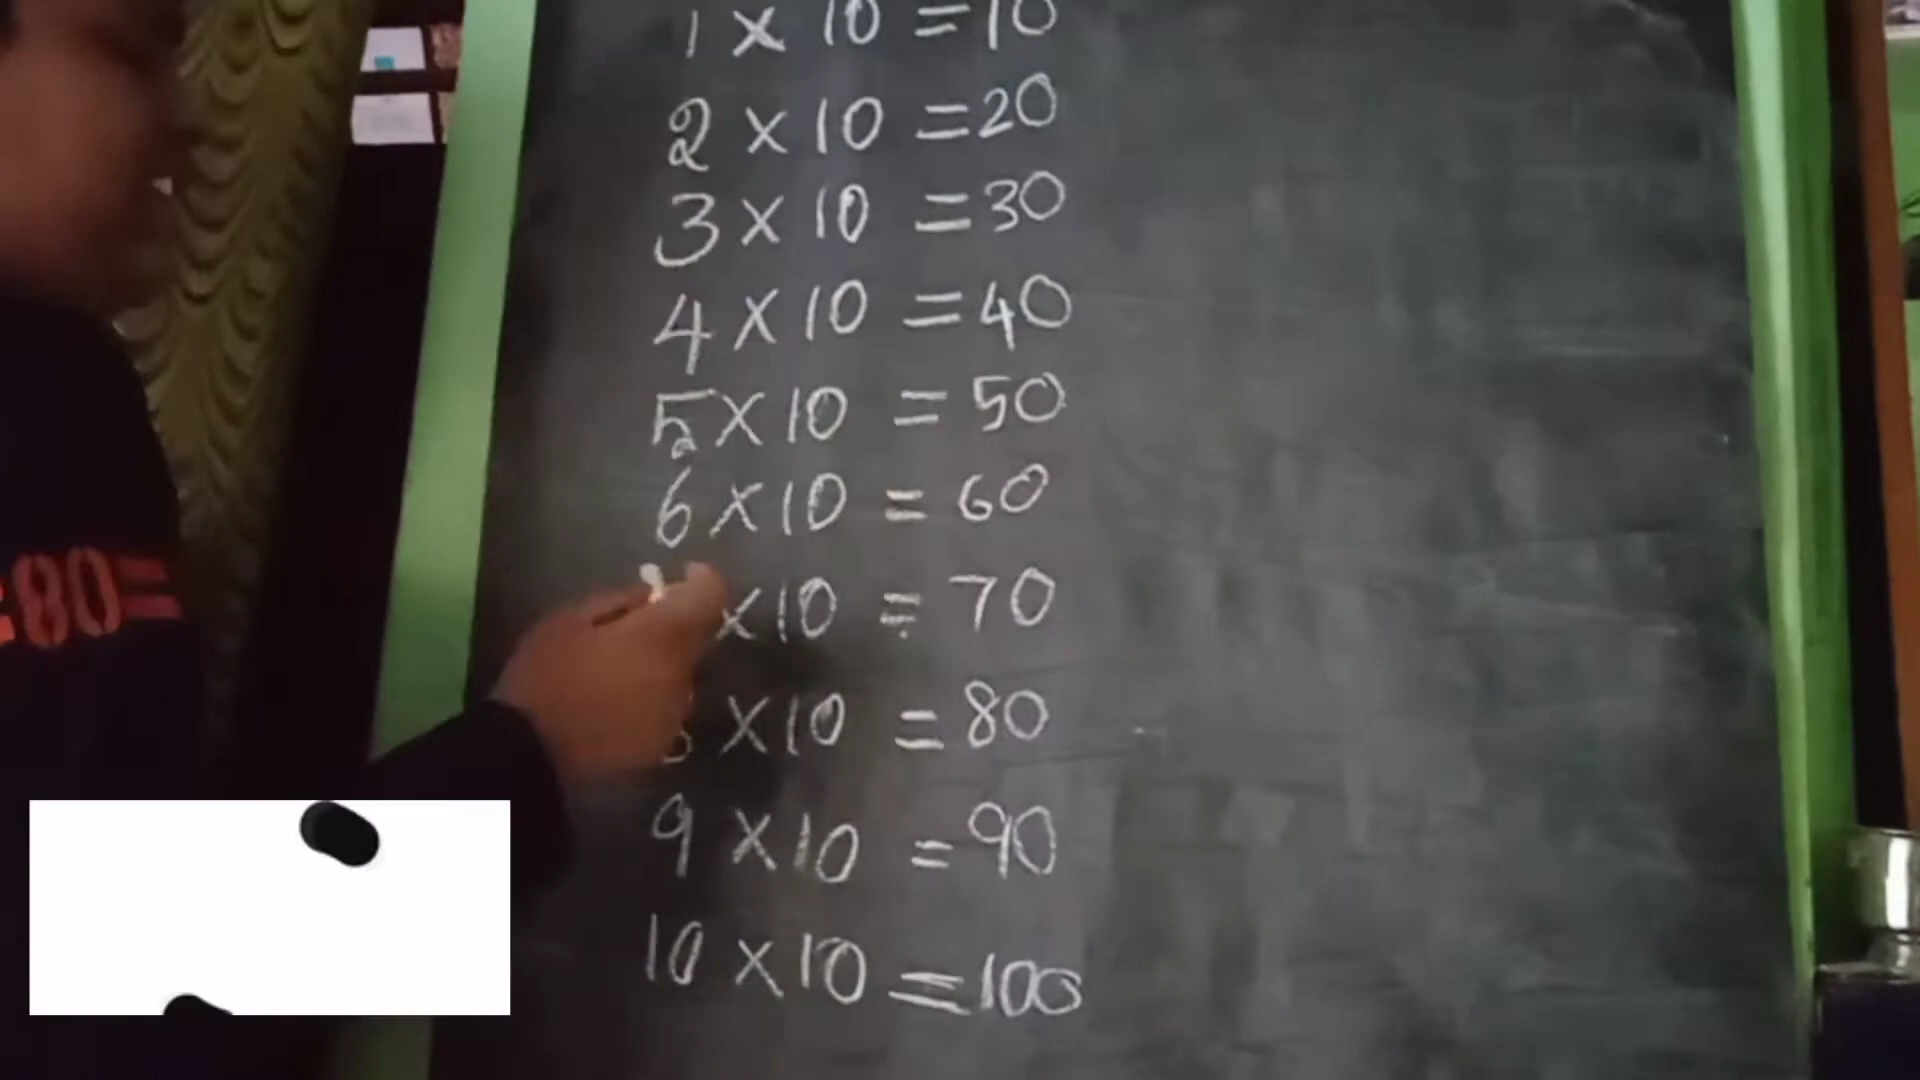 1 x 10 = 10
2 x 10 = 20
3 x 10 = 30
4 x 10 = 40
5 x 10 = 50
6 x 10 = 60
x 10 = 70
x 10 = 80
9 x 10 = 90
10 x 10 = 100
=80=